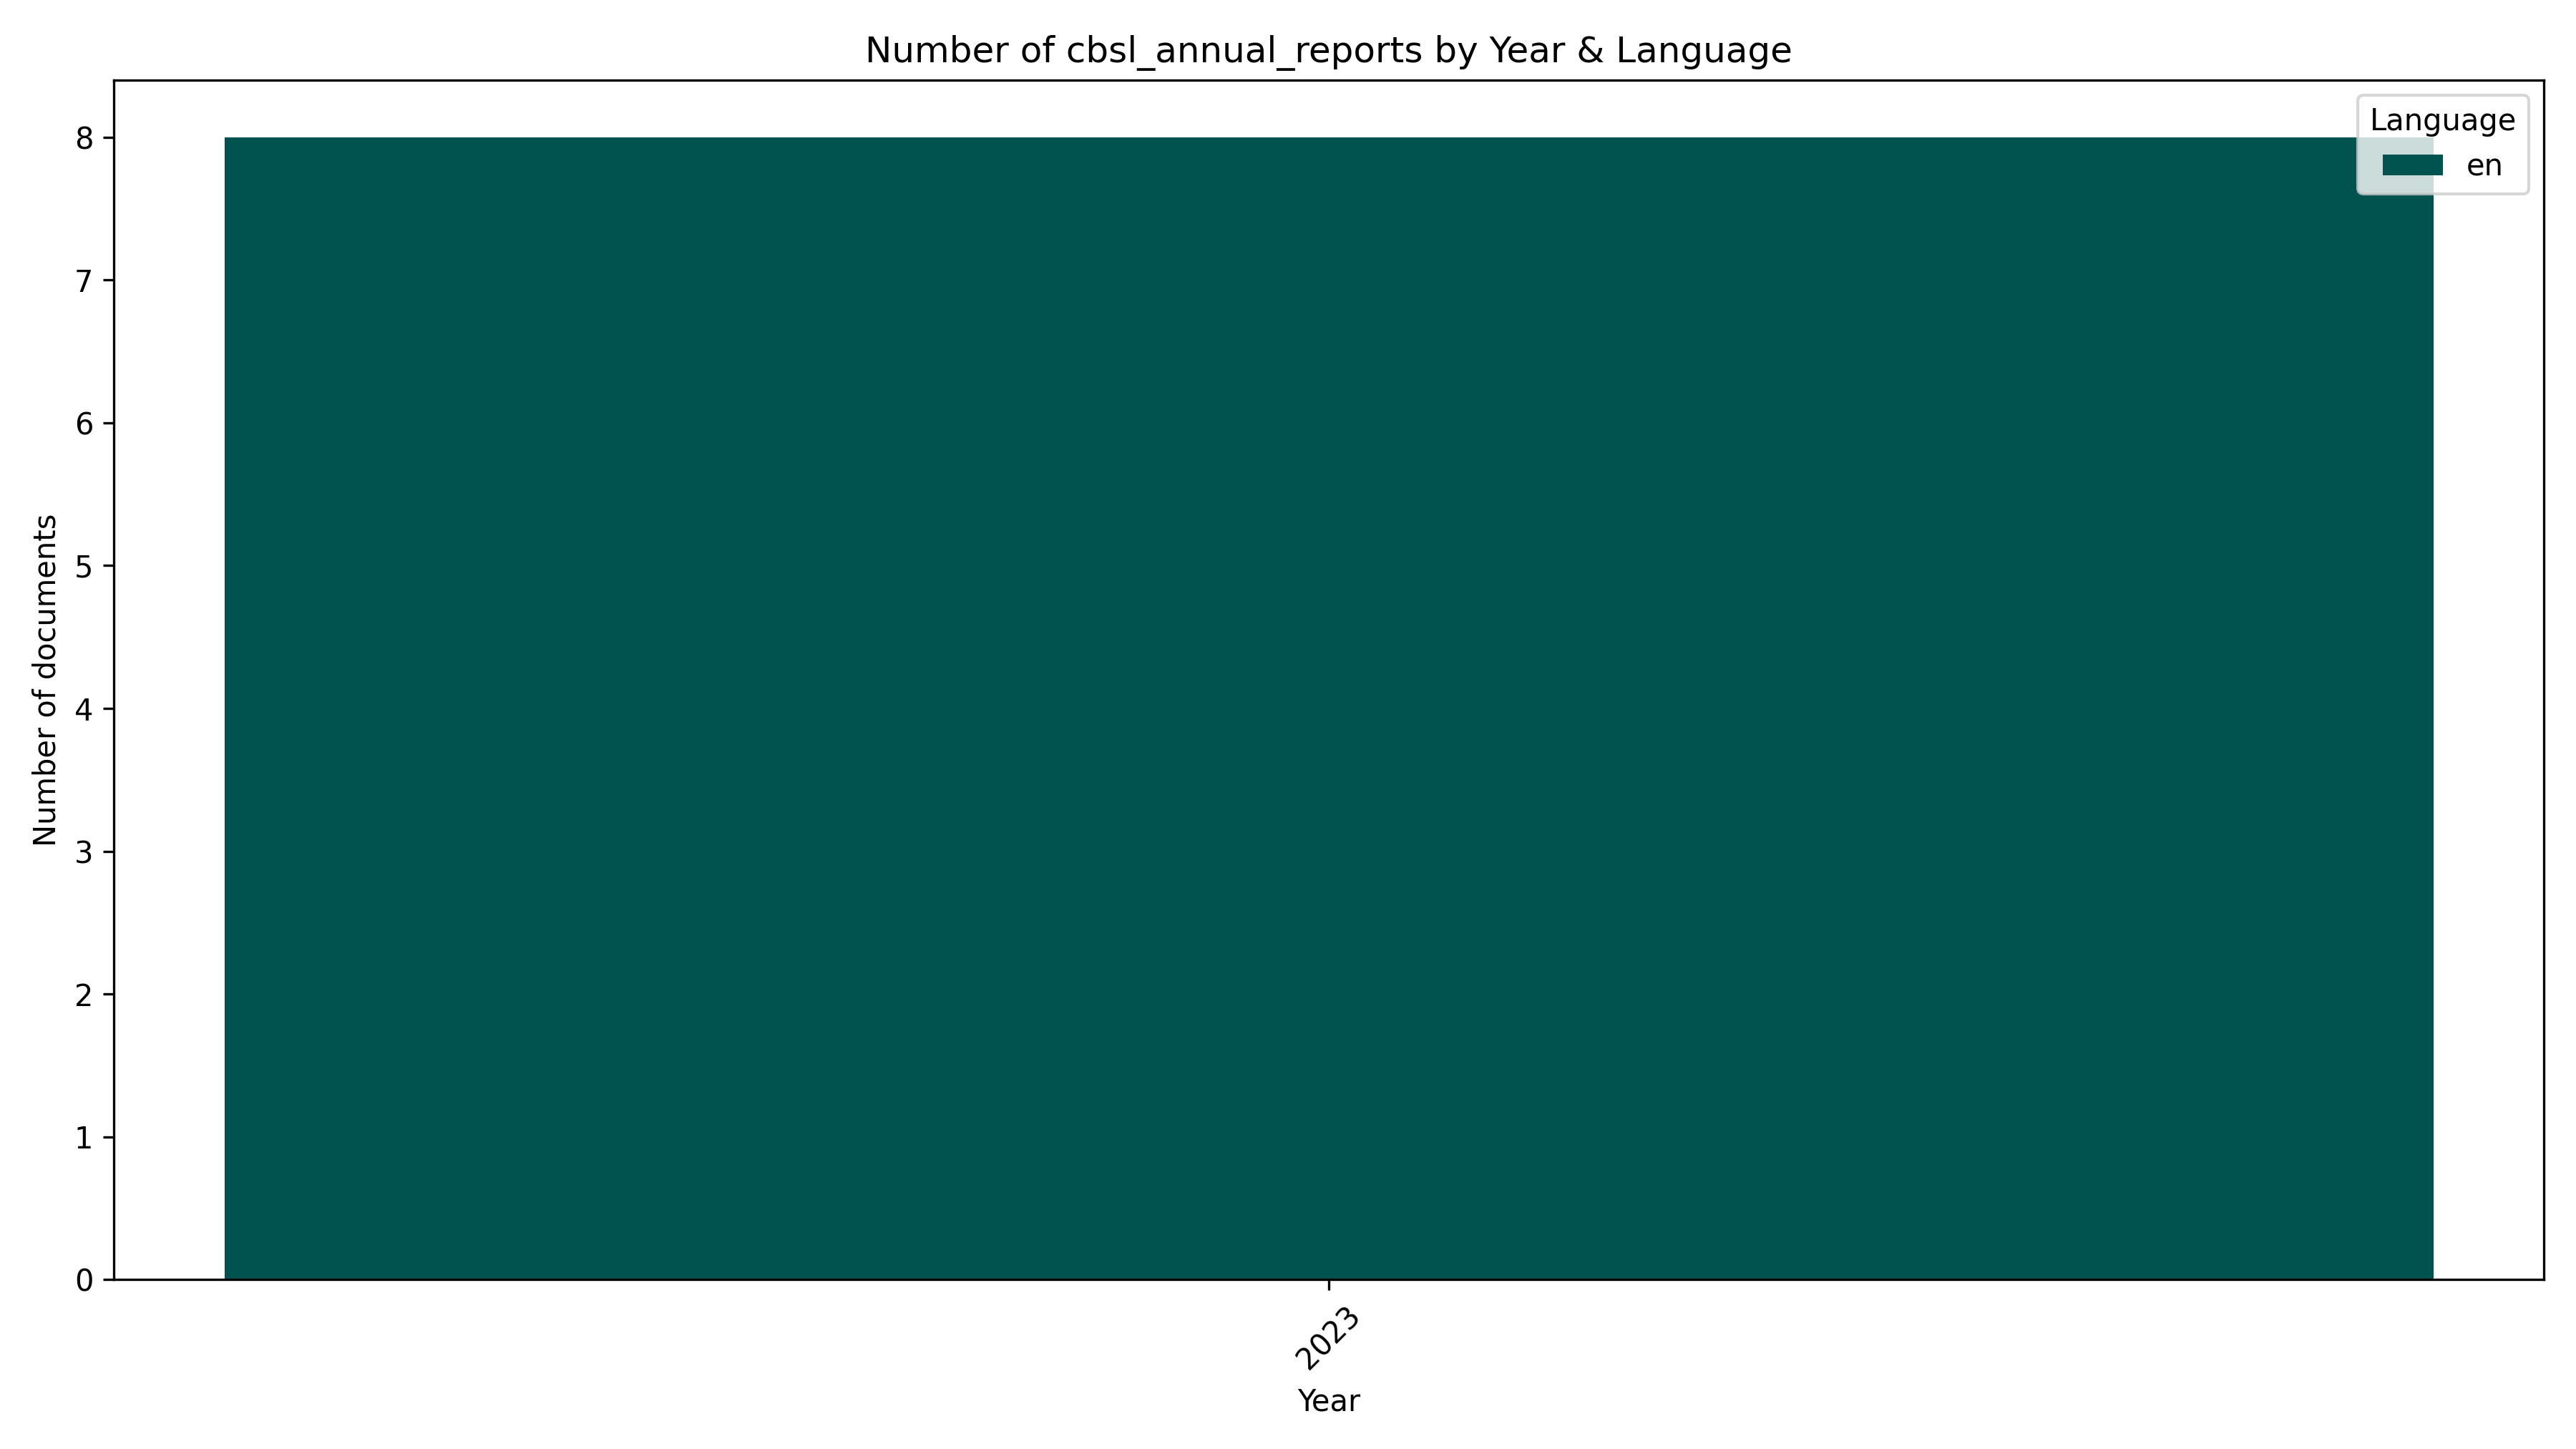 Number of cbsl_annual_reports by Year & Language
Language
en
8
7
6
5
4
3
2
1
0
Number of documents
2023
Year